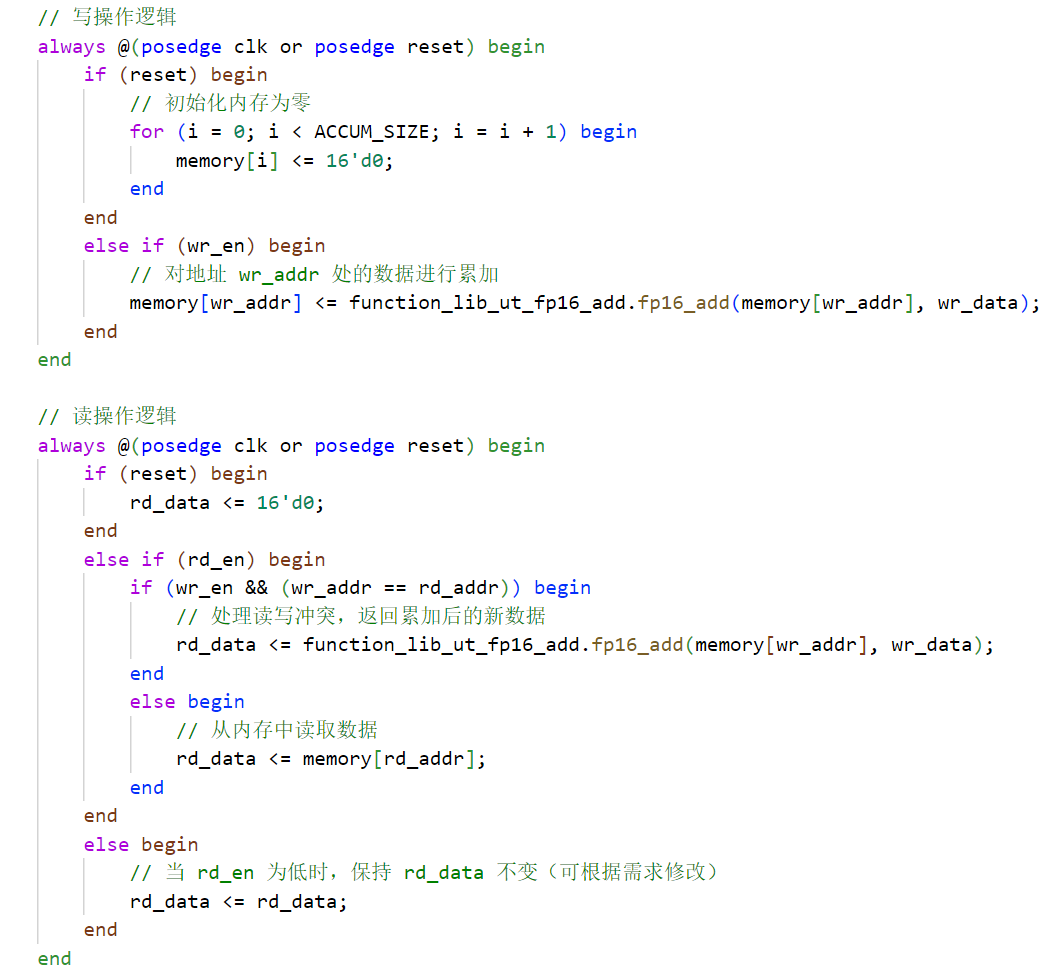 // 写操作逻辑
always @(posedge clk or posedge reset) begin
    if (reset) begin
        // 初始化内存为零
        for (i = 0; i < ACCUM_SIZE; i = i + 1) begin
            memory[i] <= 16'd0;
        end
    end
    else if (wr_en) begin
        // 对地址 wr_addr 处的数据进行累加
        memory[wr_addr] <= function_lib_ut_fp16_add.fp16_add(memory[wr_addr], wr_data);
    end
end

// 读操作逻辑
always @(posedge clk or posedge reset) begin
    if (reset) begin
        rd_data <= 16'd0;
    end
    else if (rd_en) begin
        if (wr_en && (wr_addr == rd_addr)) begin
            // 处理读写冲突，返回累加后的新数据
            rd_data <= function_lib_ut_fp16_add.fp16_add(memory[wr_addr], wr_data);
        end
        else begin
            // 从内存中读取数据
            rd_data <= memory[rd_addr];
        end
    end
    else begin
        // 当 rd_en 为低时，保持 rd_data 不变（可根据需求修改）
        rd_data <= rd_data;
    end
end